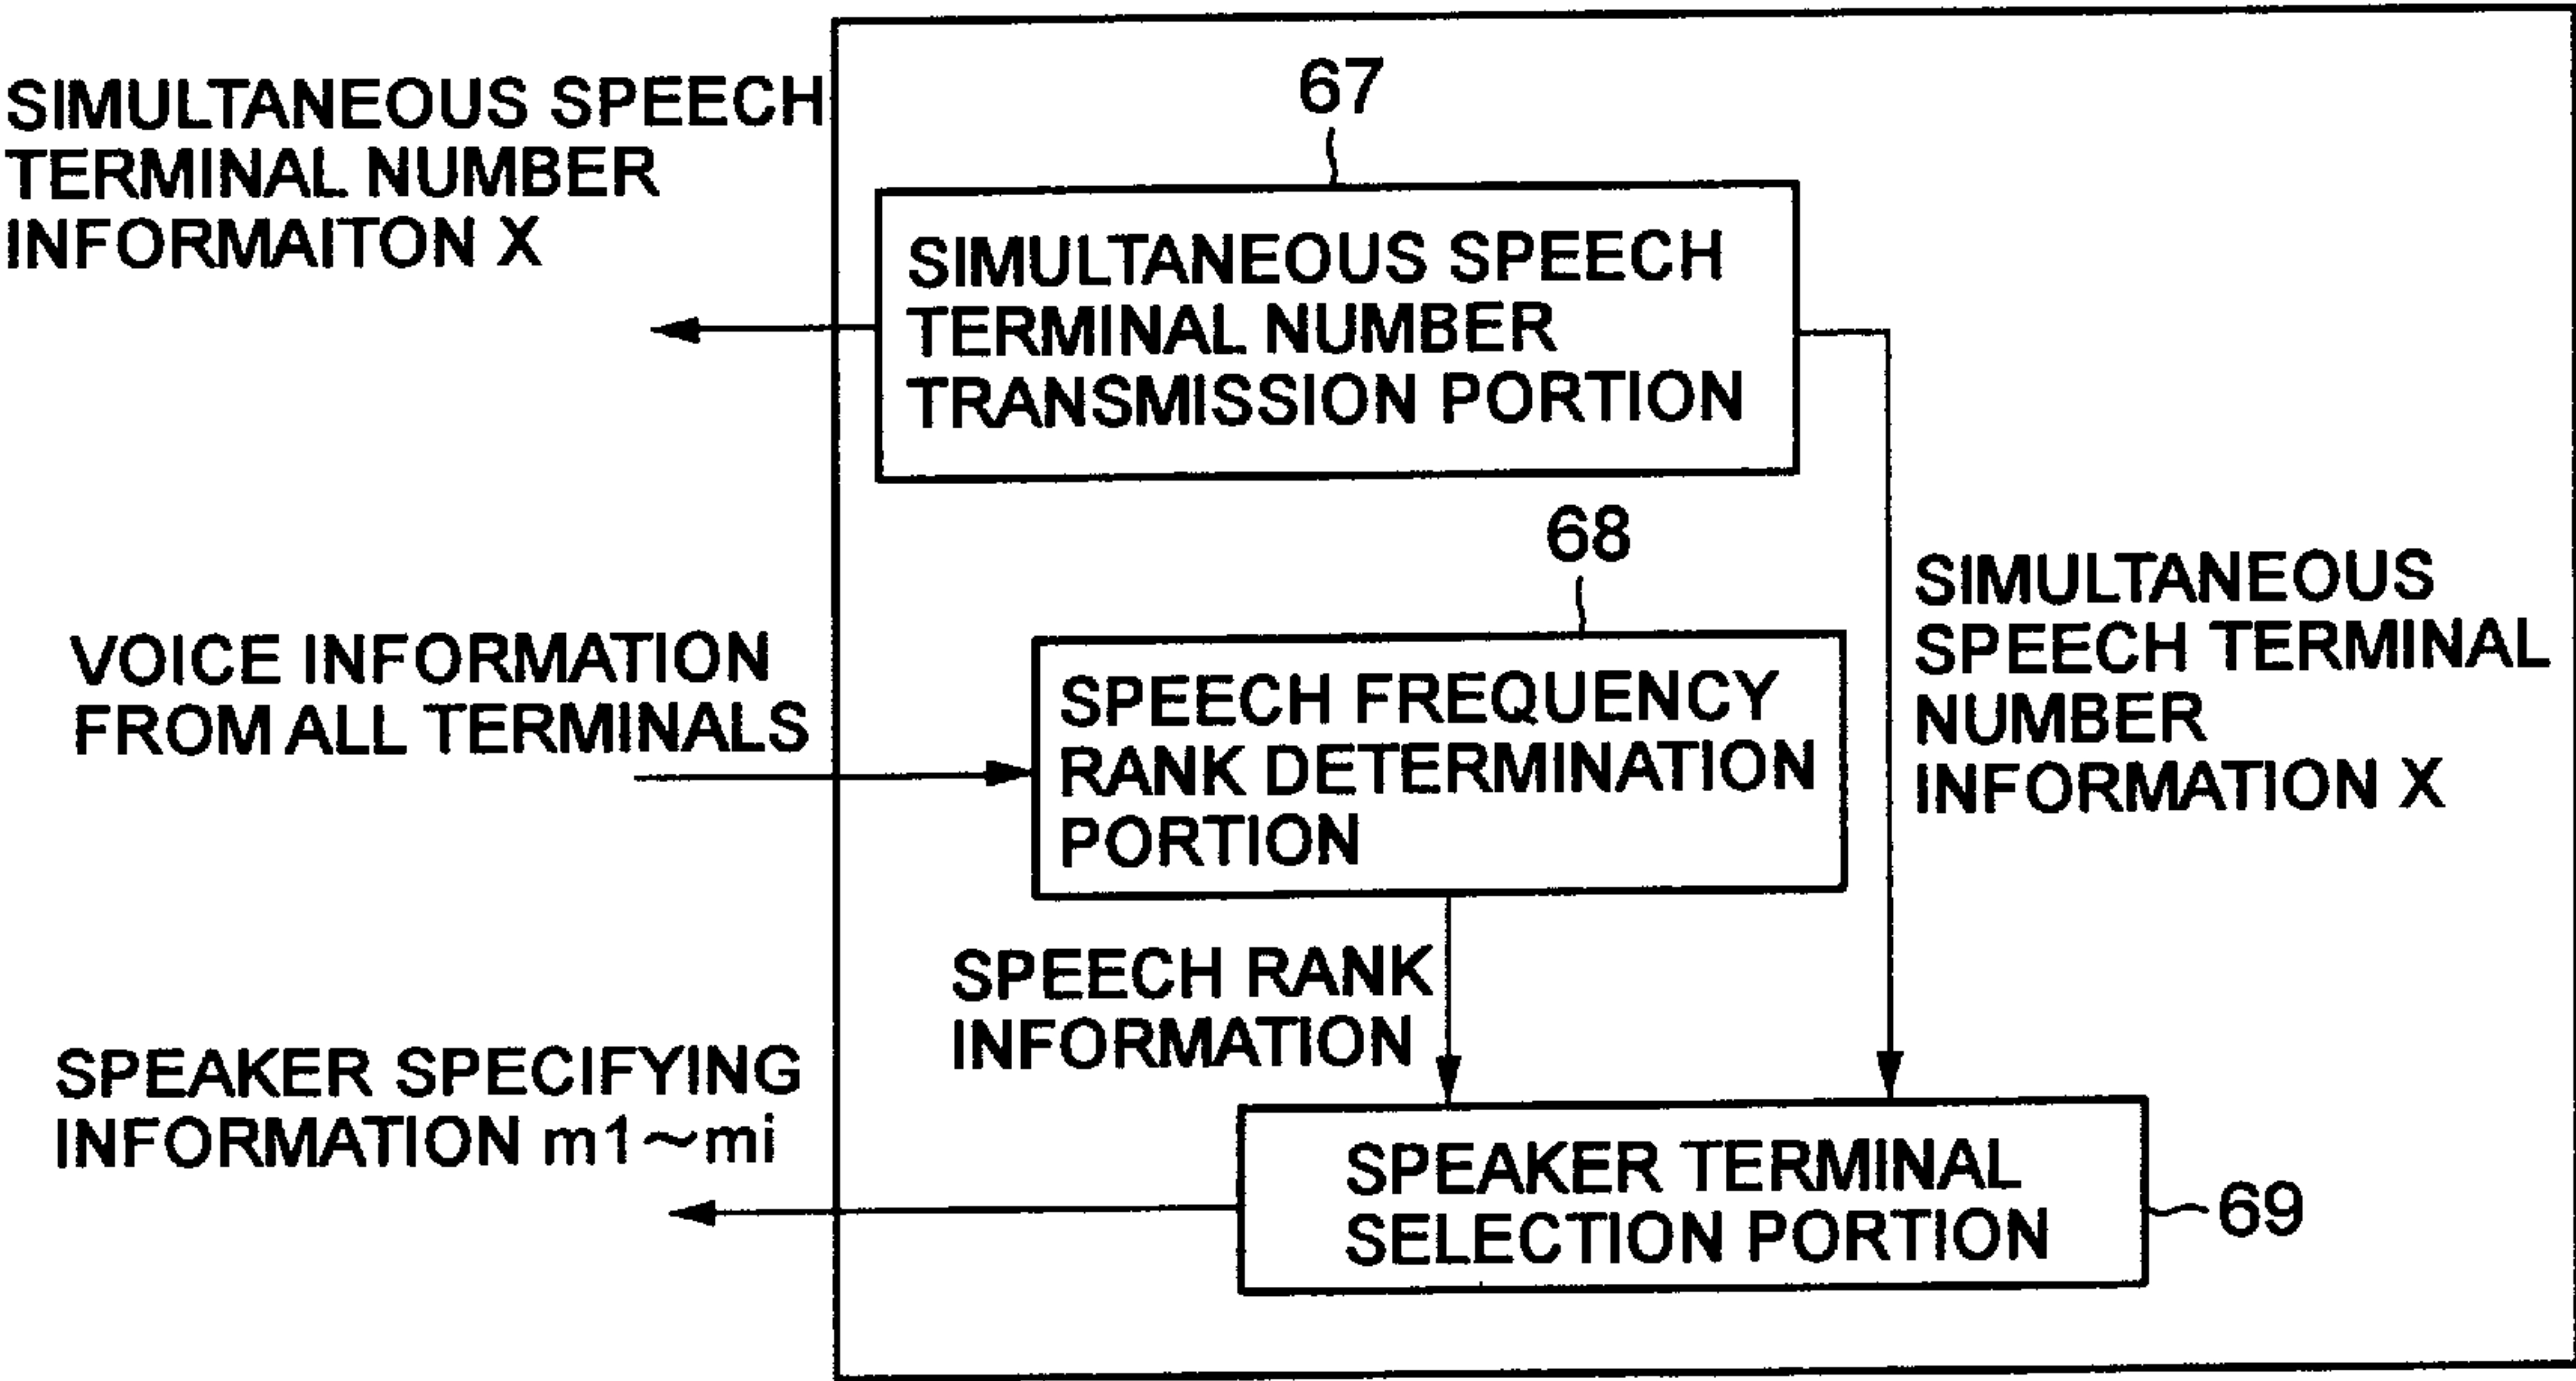 SIMULTANEOUS SPEECH
TERMINAL NUMBER
INFORMAITON X
67
SIMULTANEOUS SPEECH
TERMINAL NUMBER
TRANSMISSION PORTION
68
SIMULTANEOUS
SPEECH TERMINAL
NUMBER
INFORMATION X
VOICE INFORMATION
FROM ALL TERMINALS
SPEECH FREQUENCY
RANK DETERMINATION
PORTION
SPEECH RANK
INFORMATION
SPEAKER SPECIFYING
INFORMATION m1~mi
SPEAKER TERMINAL
SELECTION PORTION
69